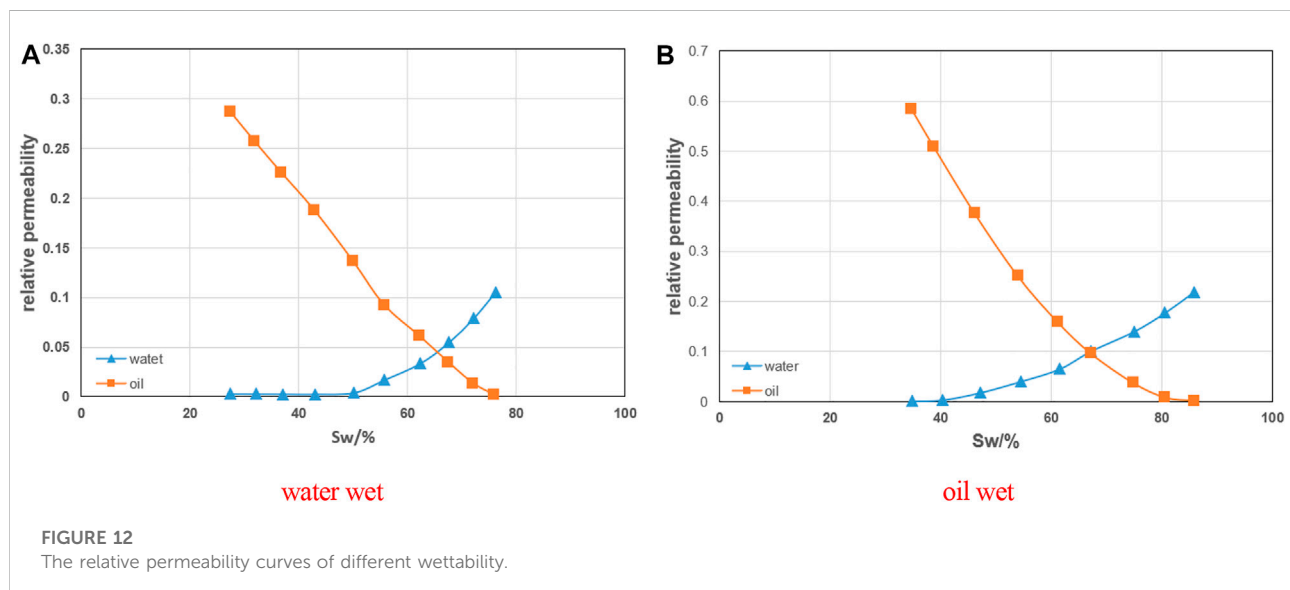 A
0.35
0.3
0.25
0.2
0.15
0.1
0.05
0
relative permeability
watet
oil
0 20 40 60 80 100
Sw/%
water wet
B
0.7
0.6
0.5
0.4
0.3
0.2
0.1
0
relative permeability
water
oil
0 20 40 60 80 100
Sw/%
oil wet
FIGURE 12
The relative permeability curves of different wettability.